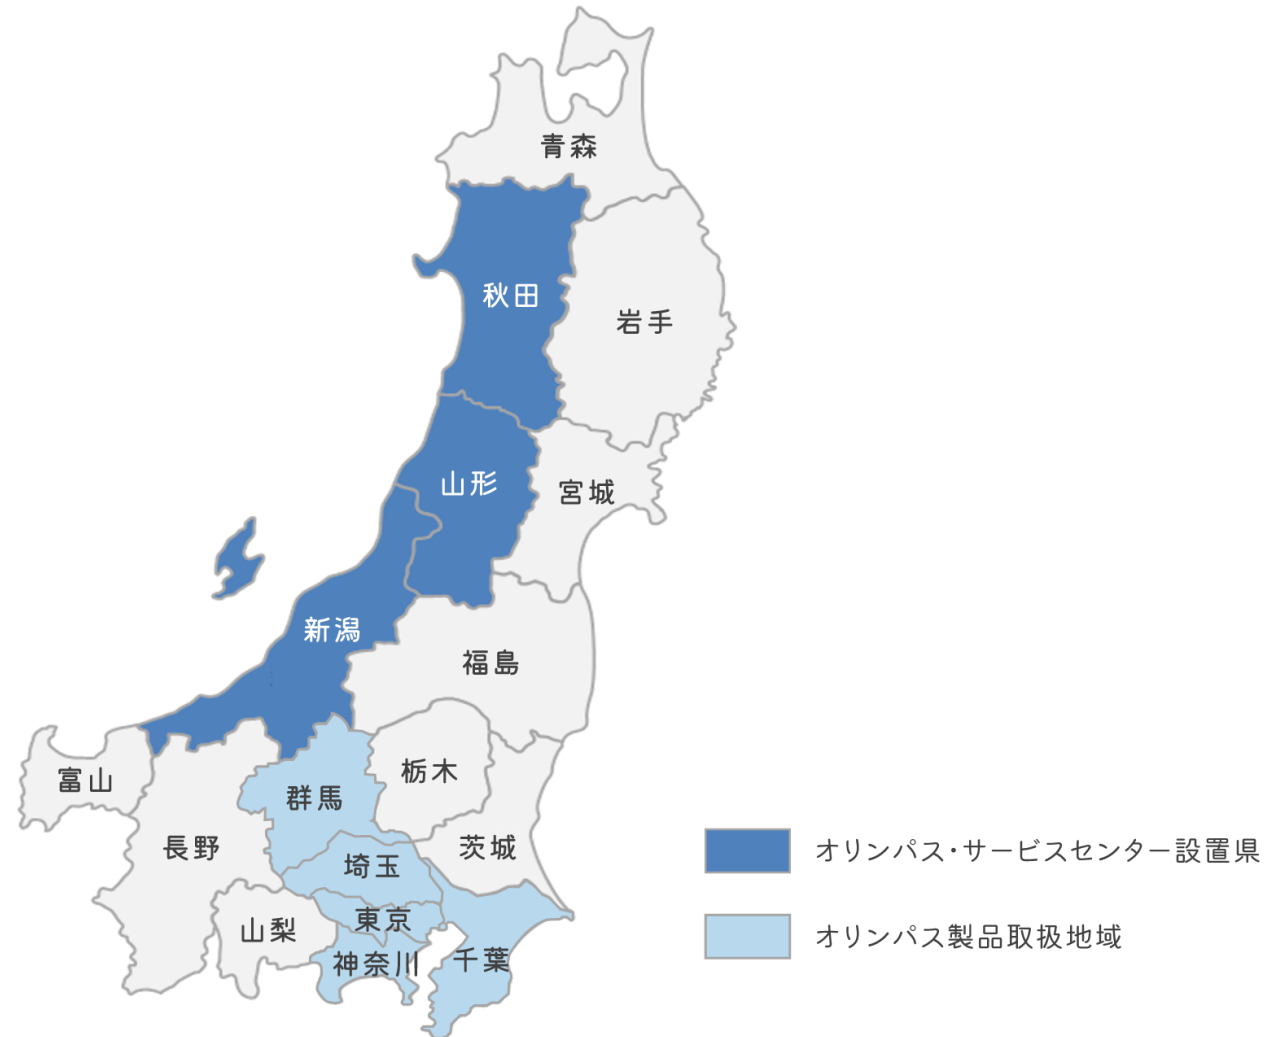 青森
秋田
岩手
山形
宮城
新潟
福島
富山
栃木
群馬
長野
茨城
埼玉
東京
山梨
神奈川
千葉
オリンパス・サービスセンター設置県
オリンパス製品取扱地域